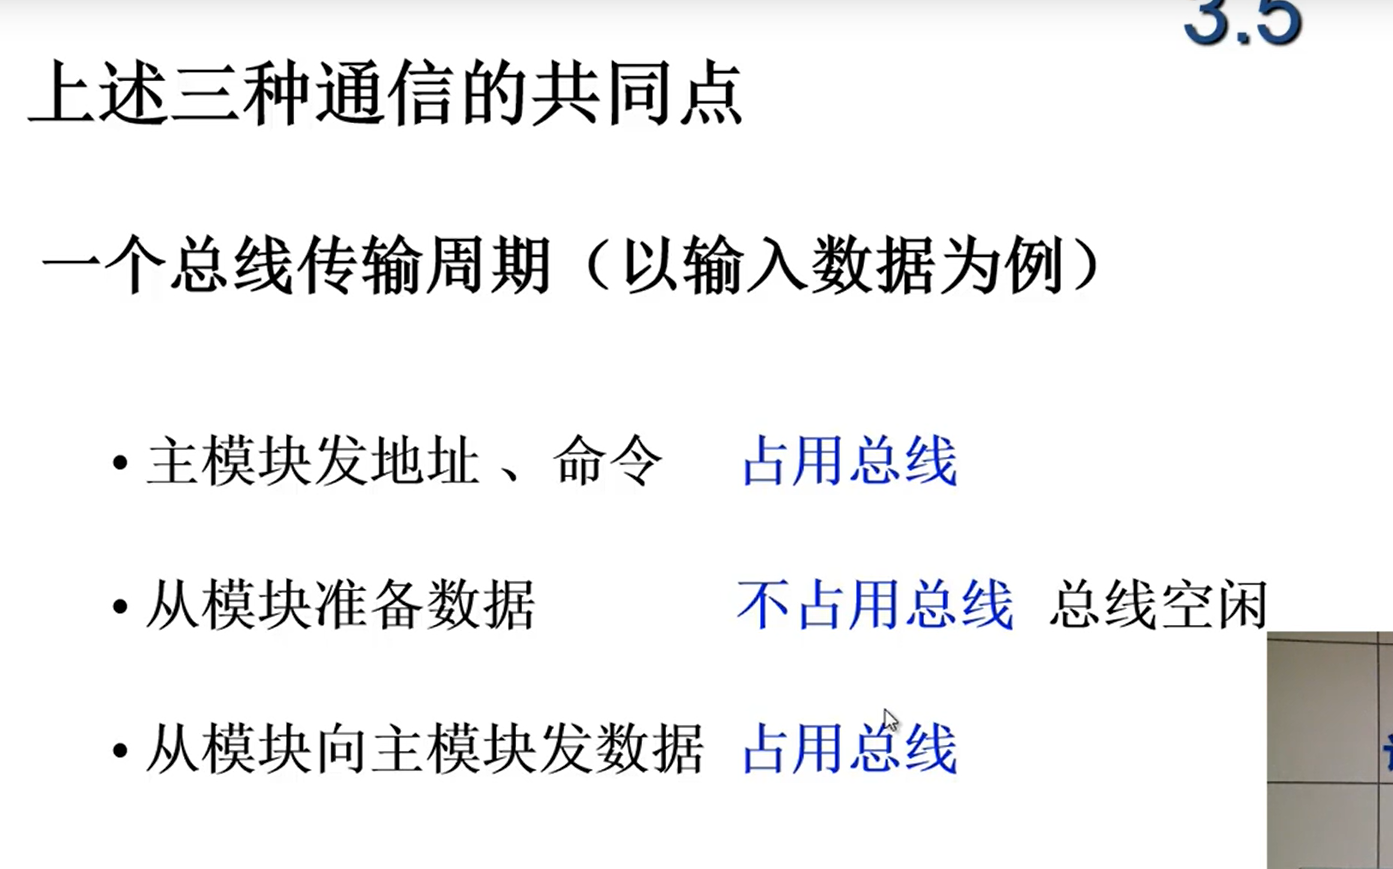 3.5
上述三种通信的共同点
一个总线传输周期（以输入数据为例）
• 主模块发地址 、命令 占用总线
• 从模块准备数据 不占用总线 总线空闲
• 从模块向主模块发数据 占用总线